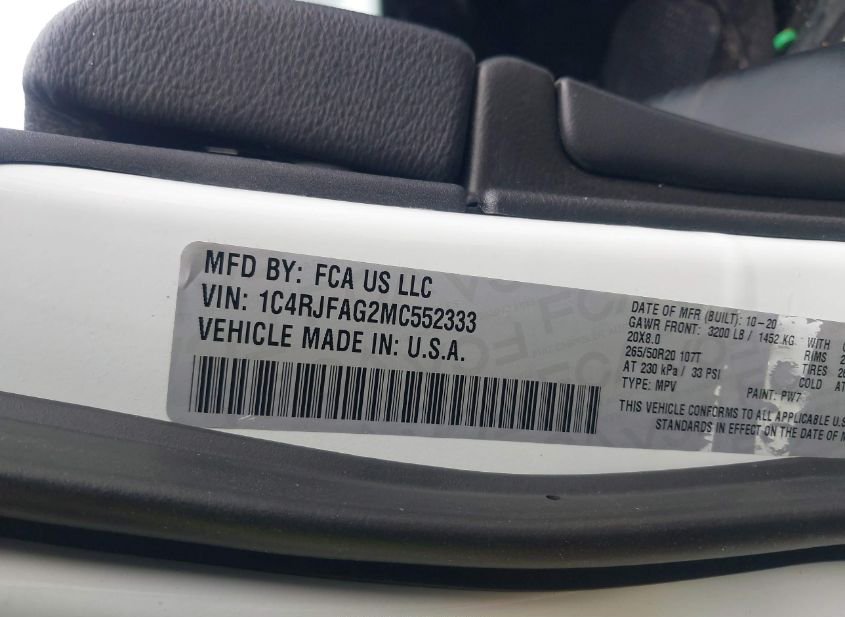 MFD BY: FCA US LLC
VIN: 1C4RJFAG2MC552333
VEHICLE MADE IN: U.S.A.
DATE OF MFR (BUILT): 10-20
GAWR FRONT: 3200 LB / 1452 KG WITH
20X8.0 RIMS
265/50R20 107T TIRES
AT 230 kPa / 33 PSI COLD AT
TYPE: MPV PAINT: PW7
THIS VEHICLE CONFORMS TO ALL APPLICABLE U.S
STANDARDS IN EFFECT ON THE DATE OF M